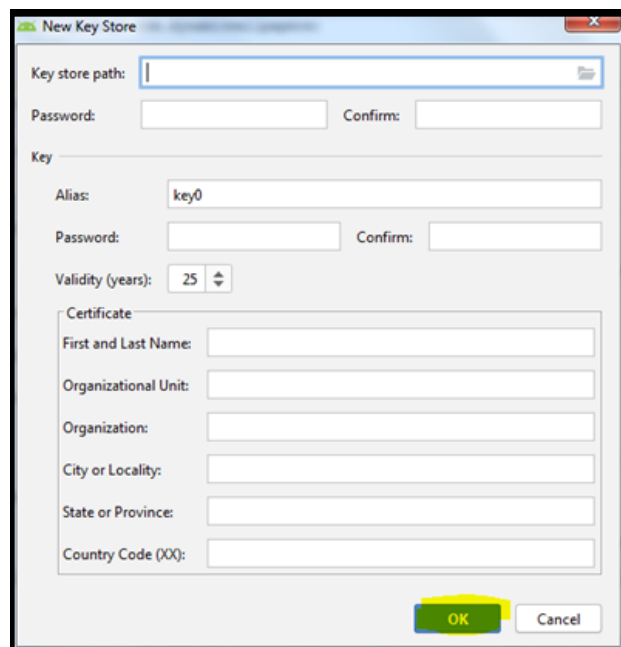 New Key Store
Key store path:
Password: Confirm:
Key
Alias: key0
Password: Confirm:
Validity (years): 25
Certificate
First and Last Name:
Organizational Unit:
Organization:
City or Locality:
State or Province:
Country Code (XX):
OK Cancel